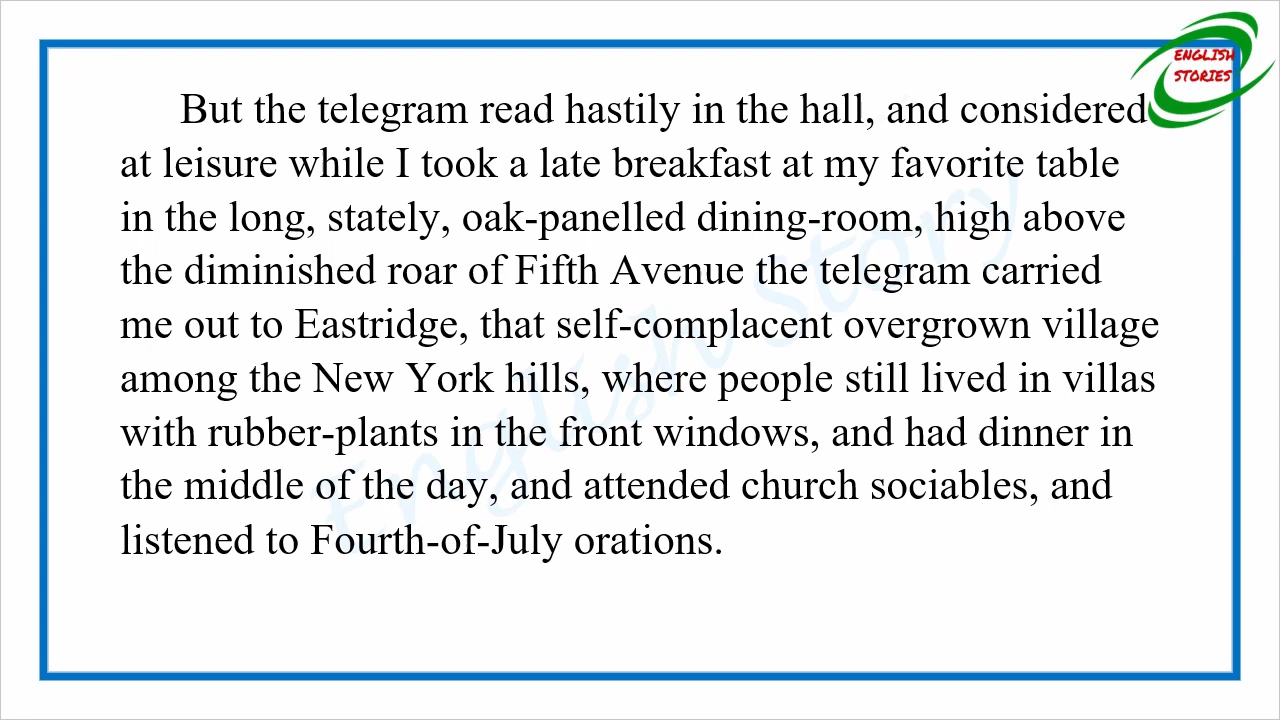 ENGLISH
STORIES
But the telegram read hastily in the hall, and considered
at leisure while I took a late breakfast at my favorite table
in the long, stately, oak-panelled dining-room, high above
the diminished roar of Fifth Avenue the telegram carried
me out to Eastridge, that self-complacent overgrown village
among the New York hills, where people still lived in villas
with rubber-plants in the front windows, and had dinner in
the middle of the day, and attended church sociables, and
listened to Fourth-of-July orations.
English Story